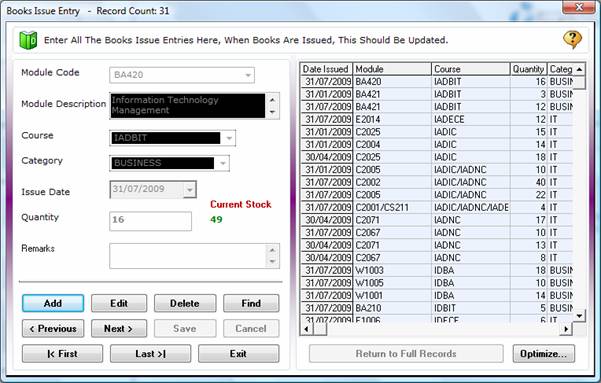 Books Issue Entry - Record Count: 31
Enter All The Books Issue Entries Here, When Books Are Issued, This Should Be Updated.
Module Code BA420
Module Description Information Technology
Management
Course IADBIT
Category BUSINESS
Issue Date 31/07/2009
Current Stock
Quantity 16 49
Remarks
Add Edit Delete Find
< Previous Next > Save Cancel
|< First Last >| Exit
Date Issued Module Course Quantity Categ
31/07/2009 BA420 IADBIT 16 BUSIN
31/01/2009 BA421 IADBIT 3 BUSIN
31/07/2009 BA421 IADBIT 12 BUSIN
31/07/2009 E2014 IADECE 12 IT
31/01/2009 C2025 IADIC 15 IT
31/01/2009 C2004 IADIC 14 IT
30/04/2009 C2025 IADIC 18 IT
31/01/2009 C2005 IADIC/IADNC 10 IT
31/07/2009 C2002 IADIC/IADNC 40 IT
31/07/2009 C2005 IADIC/IADNC 22 IT
31/07/2009 C2001/CS211 IADIC/IADNC/IADE 4 IT
30/04/2009 C2071 IADNC 17 IT
31/01/2009 C2067 IADNC 10 IT
30/04/2009 C2071 IADNC 13 IT
30/04/2009 C2067 IADNC 8 IT
31/07/2009 W1003 IDBA 18 BUSIN
31/07/2009 W1005 IDBA 10 BUSIN
31/07/2009 W1001 IDBA 14 BUSIN
31/07/2009 BA210 IDBIT 5 BUSIN
31/07/2009 E1006 IDECE 6 IT
Return to Full Records Optimize...